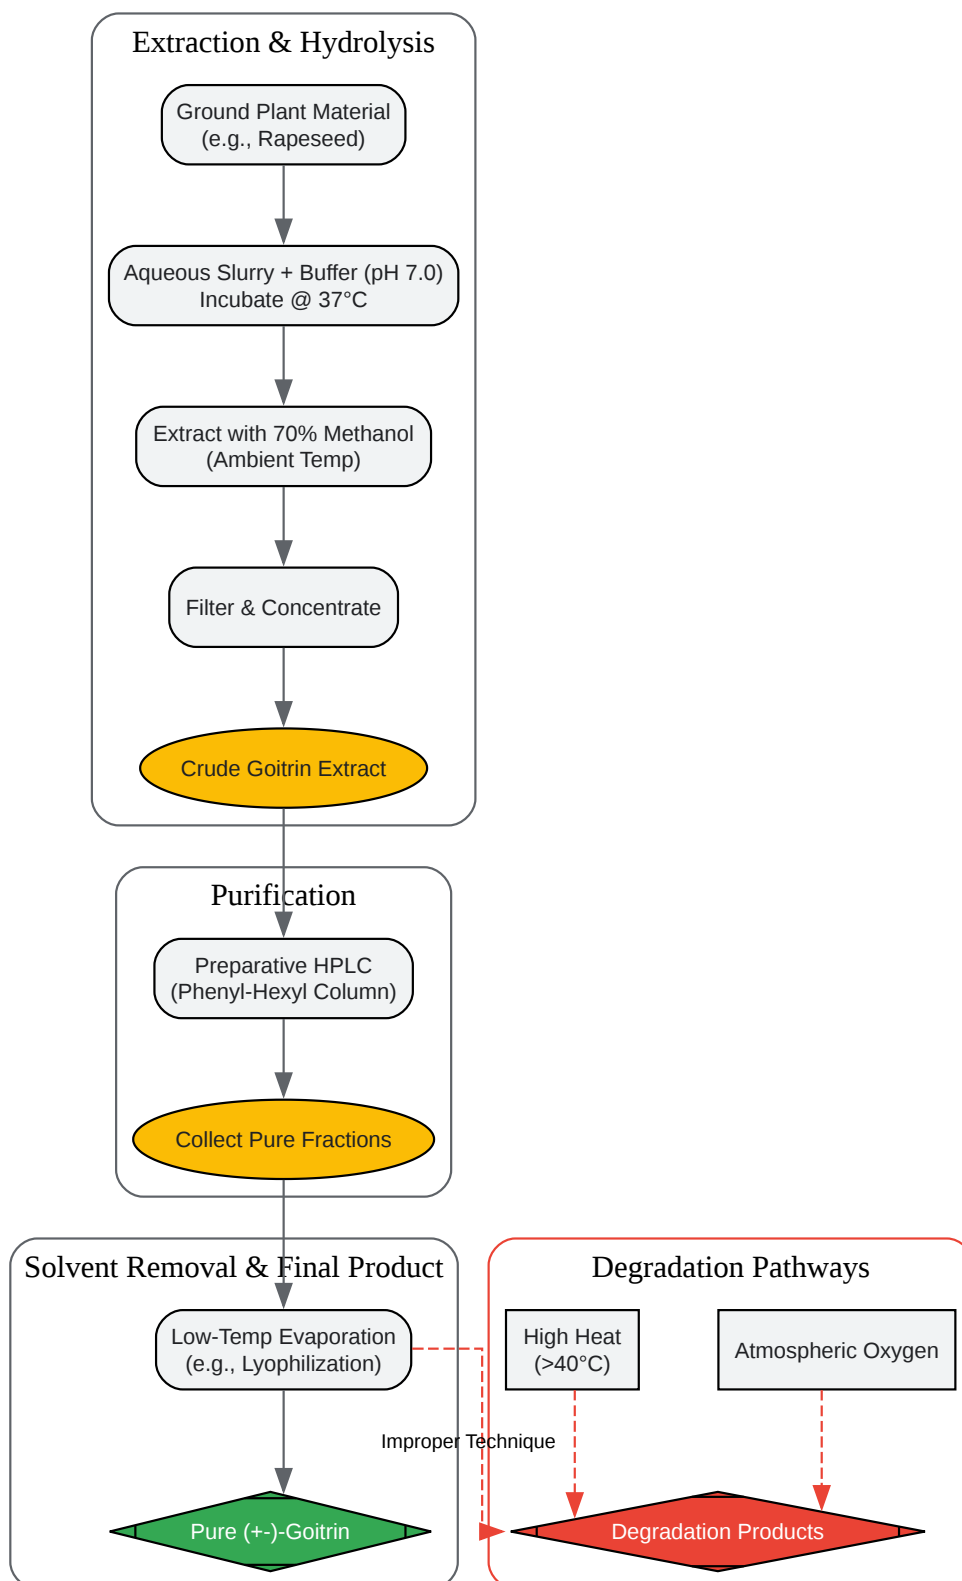 Extraction & Hydrolysis
Ground Plant Material
(e.g., Rapeseed)
Aqueous Slurry + Buffer (pH 7.0)
Incubate @ 37°C
Extract with 70% Methanol
(Ambient Temp)
Filter & Concentrate
Crude Goitrin Extract
Purification
Preparative HPLC
(Phenyl-Hexyl Column)
Collect Pure Fractions
Solvent Removal & Final Product
Low-Temp Evaporation
(e.g., Lyophilization)
Improper Technique
Pure (+-)-Goitrin
Degradation Pathways
High Heat
(>40°C)
Atmospheric Oxygen
Degradation Products